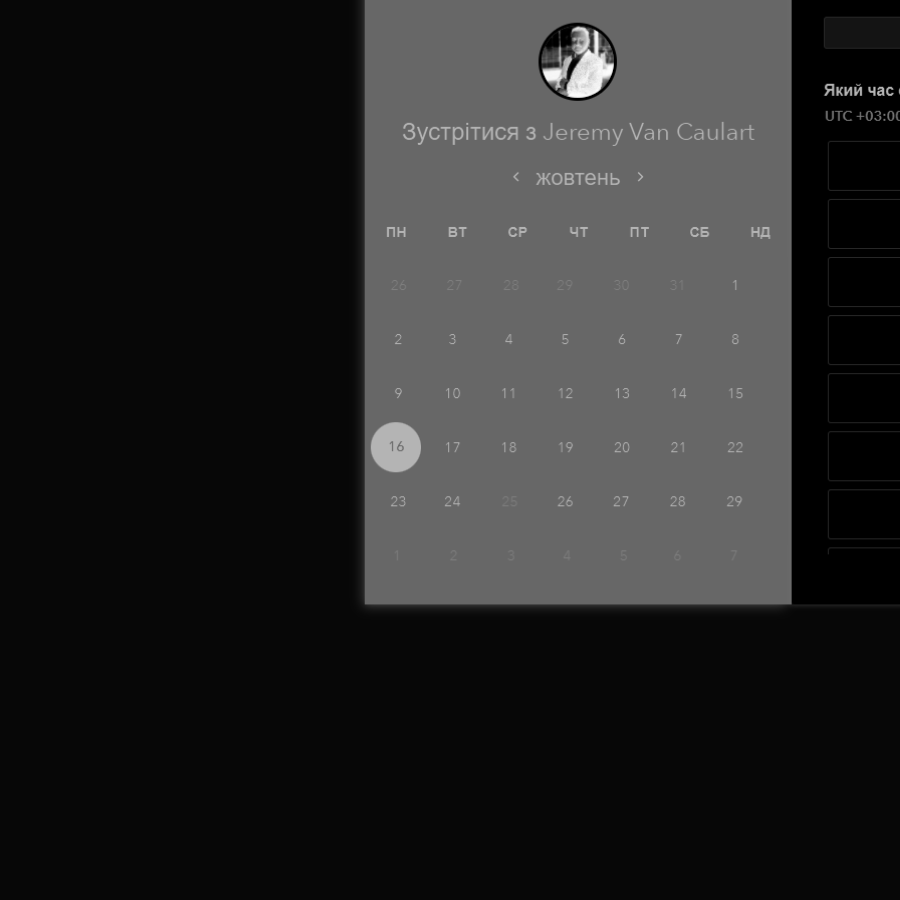 Зустрітися з Jeremy Van Caulart
жовтень
ПН ВТ СР ЧТ ПТ СБ НД
26 27 28 29 30 31 1
2 3 4 5 6 7 8
9 10 11 12 13 14 15
16 17 18 19 20 21 22
23 24 25 26 27 28 29
1 2 3 4 5 6 7
Який час
UTC +03:00